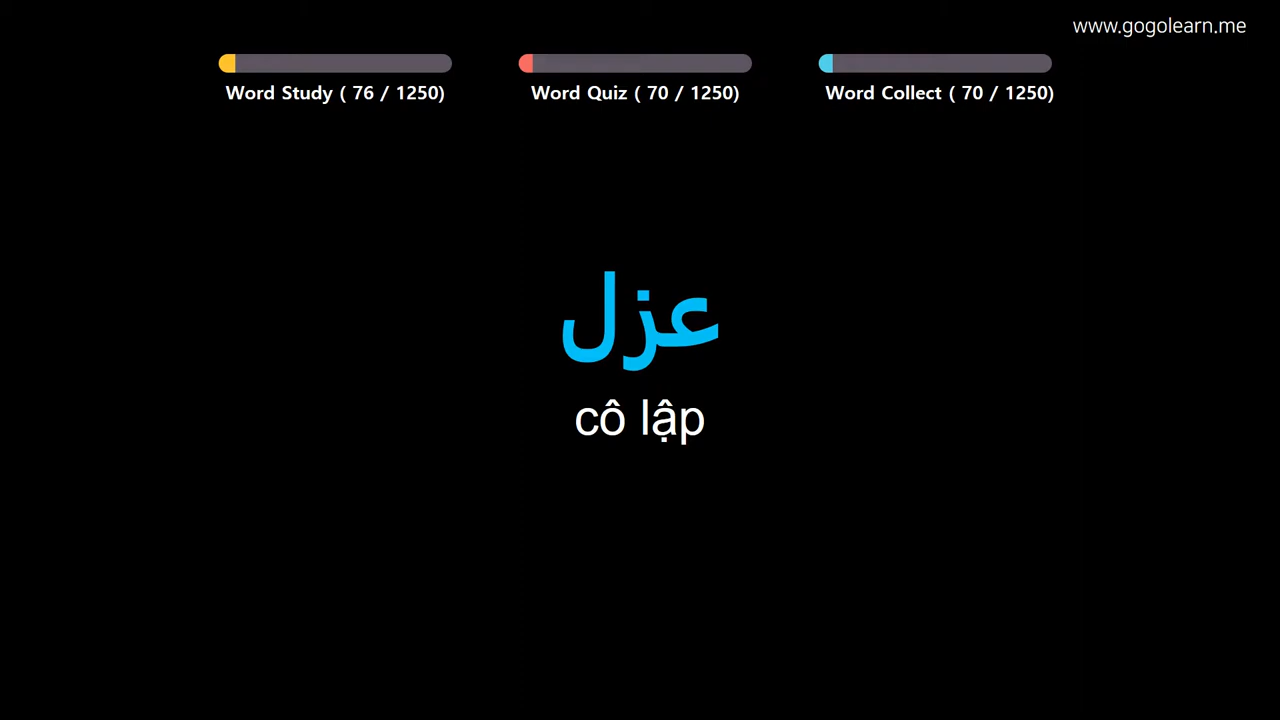 www.gogolearn.me
Word Study ( 76 / 1250)
Word Quiz ( 70 / 1250)
Word Collect ( 70 / 1250)
عزل
cô lập